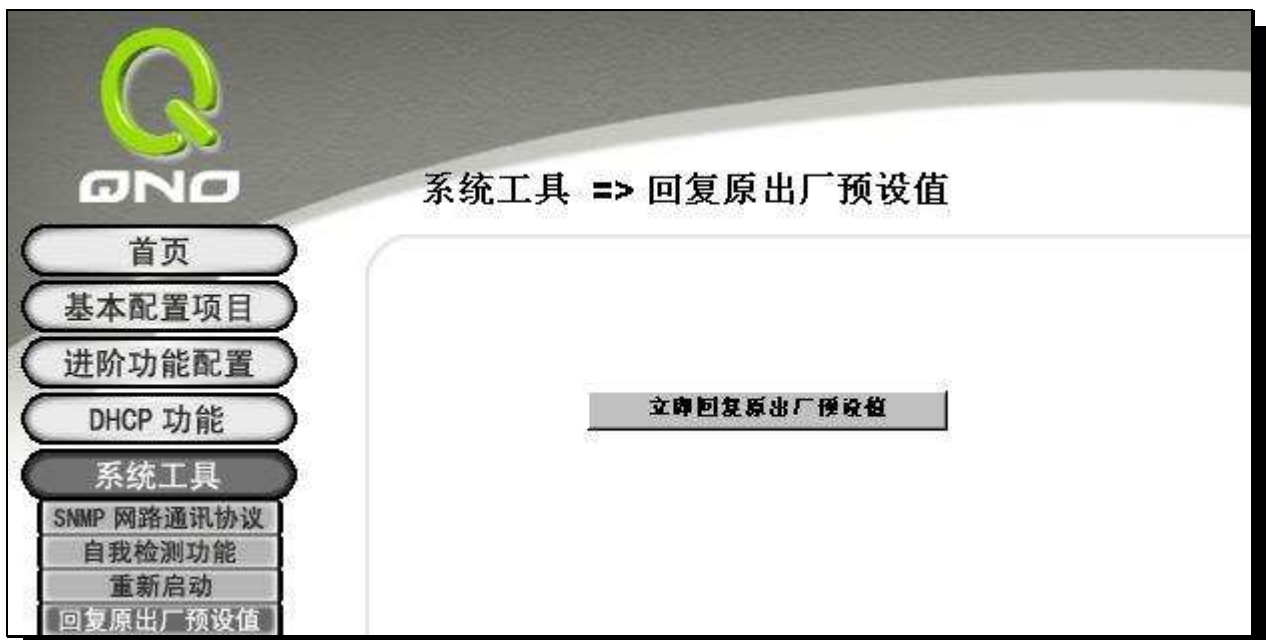 QNO
系统工具 => 回复原出厂预设值
首页
基本配置项目
进阶功能配置
DHCP 功能
系统工具
SNMP 网路通讯协议
自我检测功能
重新启动
回复原出厂预设值
立即回复原出厂预设值